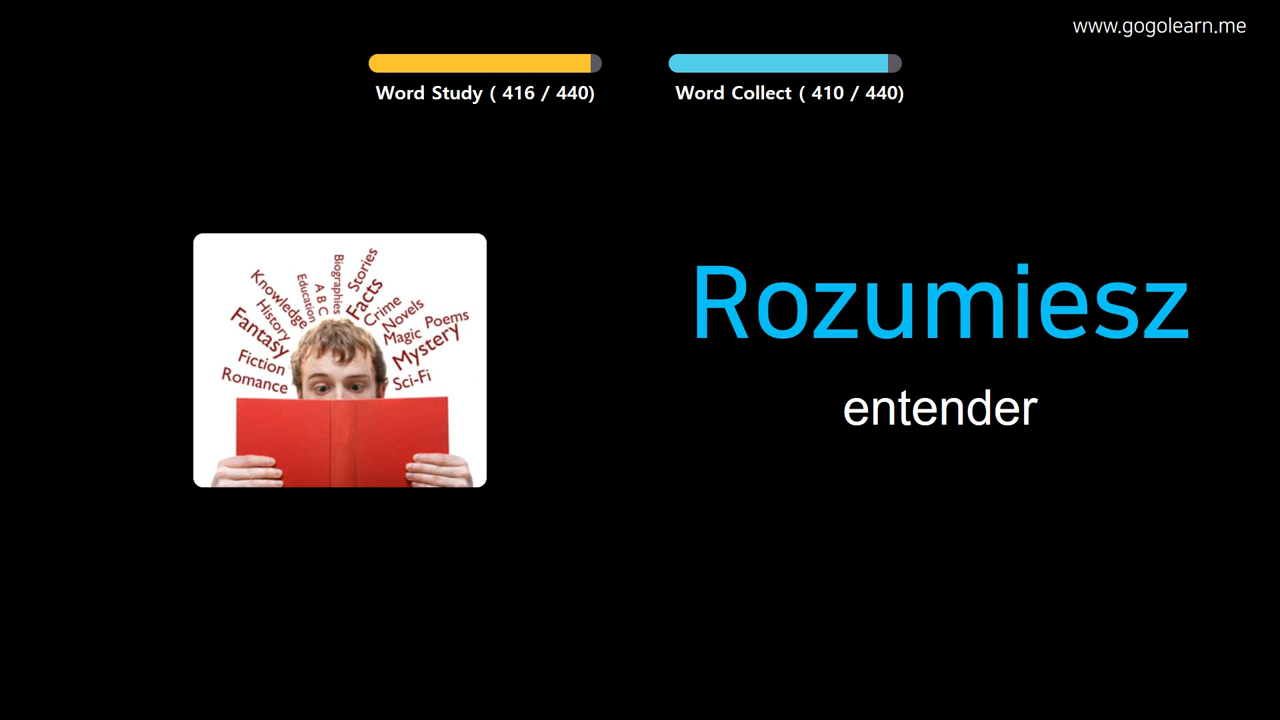 www.gogolearn.me
Word Study ( 416 / 440)
Word Collect ( 410 / 440)
Rozumiesz
entender
Knowledge
History
Fantasy
Fiction
Romance
Education
A B C
Biographies
Stories
Facts
Crime
Novels
Magic
Poems
Mystery
Sci-Fi